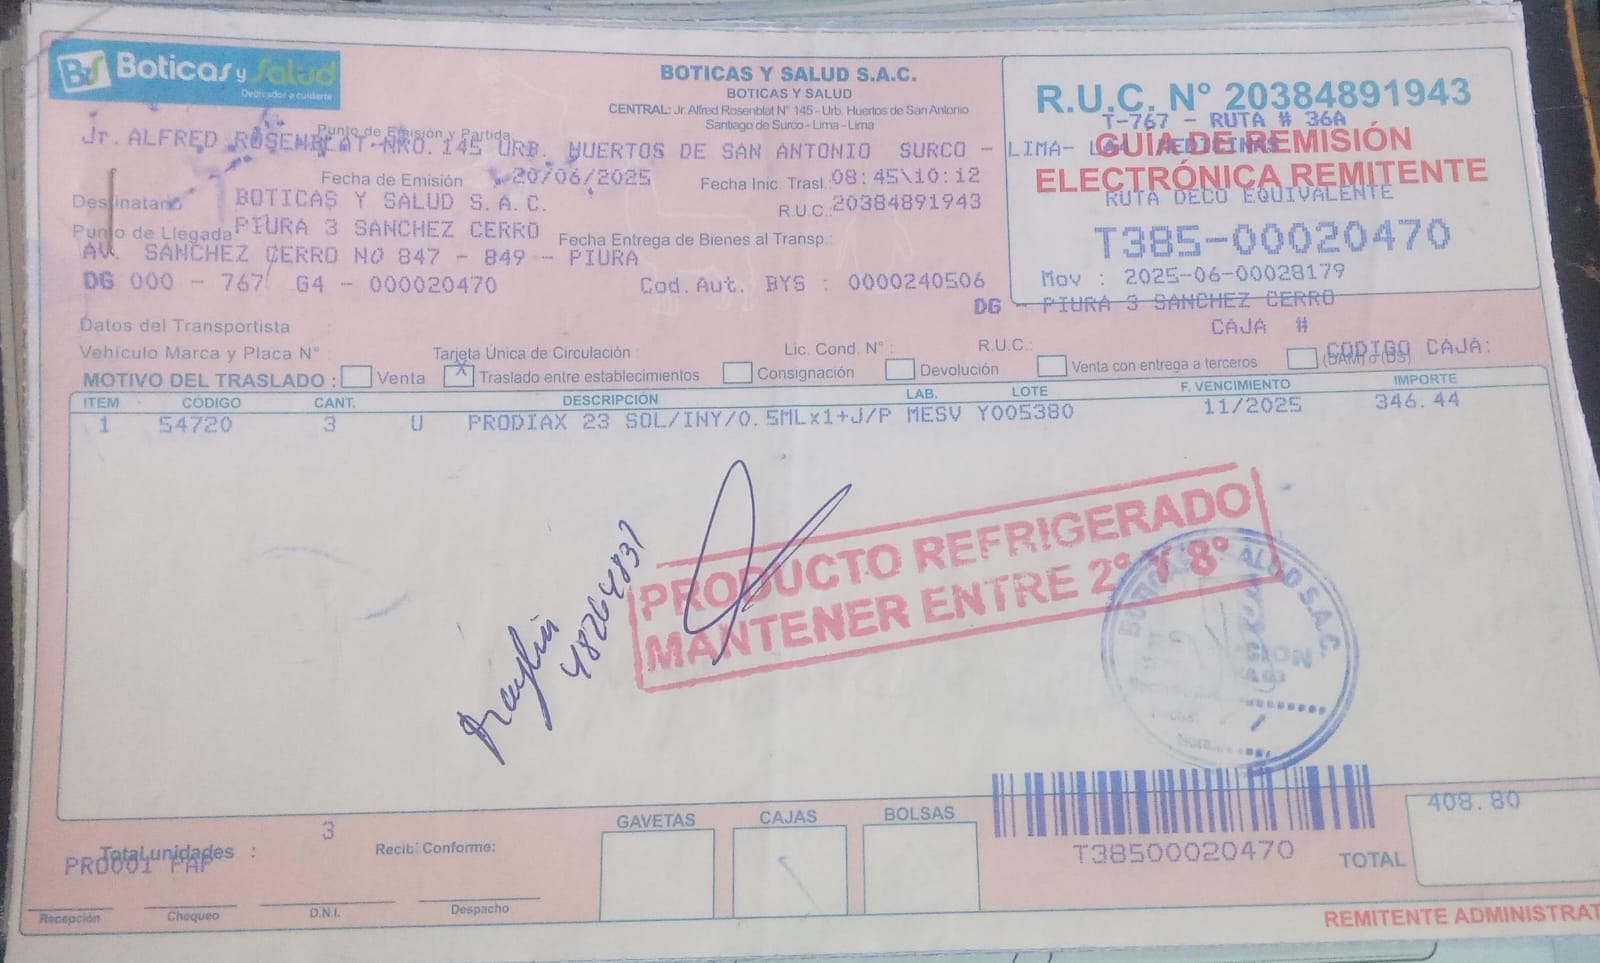 BS Boticas y Salud
Dedicados a cuidarte
BOTICAS Y SALUD S.A.C.
BOTICAS Y SALUD
CENTRAL: Jr. Alfred Rosenblat N° 145 - Urb. Huertos de San Antonio
Santiago de Surco - Lima - Lima
R.U.C. N° 20384891943
T-767 - RUTA # 36A
GUÍA DE REMISIÓN
ELECTRÓNICA REMITENTE
RUTA DECO EQUIVALENTE
T385-00020470
Mov : 2025-06-00028179
Punto de Emisión y Partida
Jr. ALFRED ROSENBLAT NRO. 145 URB. HUERTOS DE SAN ANTONIO SURCO - LIMA-
Fecha de Emisión 20/06/2025 Fecha Inic. Trasl. 08:45\10:12
Destinatario BOTICAS Y SALUD S.A.C. R.U.C. 20384891943
Punto de Llegada PIURA 3 SANCHEZ CERRO Fecha Entrega de Bienes al Transp.
AV. SANCHEZ CERRO NO 847 - 849 - PIURA
DG 000 - 767 G4 - 000020470 Cod. Aut. BYS : 0000240506
DG - PIURA 3 SANCHEZ CERRO
CAJA #
Datos del Transportista
Vehículo Marca y Placa N° Tarjeta Única de Circulación Lic. Cond. N° : R.U.C.: CODIGO CAJA:
MOTIVO DEL TRASLADO : Venta X Traslado entre establecimientos Consignación Devolución Venta con entrega a terceros (DAM) o (DS)
ITEM CÓDIGO CANT. DESCRIPCIÓN LAB. LOTE F. VENCIMIENTO IMPORTE
1 54720 3 U PRODIAX 23 SOL/INY/0.5MLx1+J/P MESV Y005380 11/2025 346.44
PRODUCTO REFRIGERADO
MANTENER ENTRE 2° Y 8°
48264837
SALUD S.A.C.
3
Total unidades :
PR0001 PAP
Recibí Conforme:
GAVETAS CAJAS BOLSAS
T38500020470
408.80
TOTAL
Recepción Chequeo D.N.I. Despacho
REMITENTE ADMINISTRAT